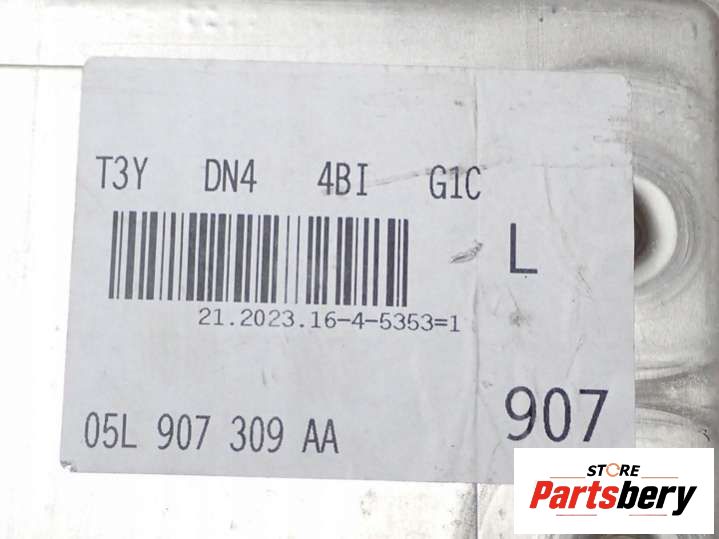 T3Y DN4 4BI G1C
L
21.2023.16-4-5353=1
05L 907 309 AA
907
STORE
Partsbery